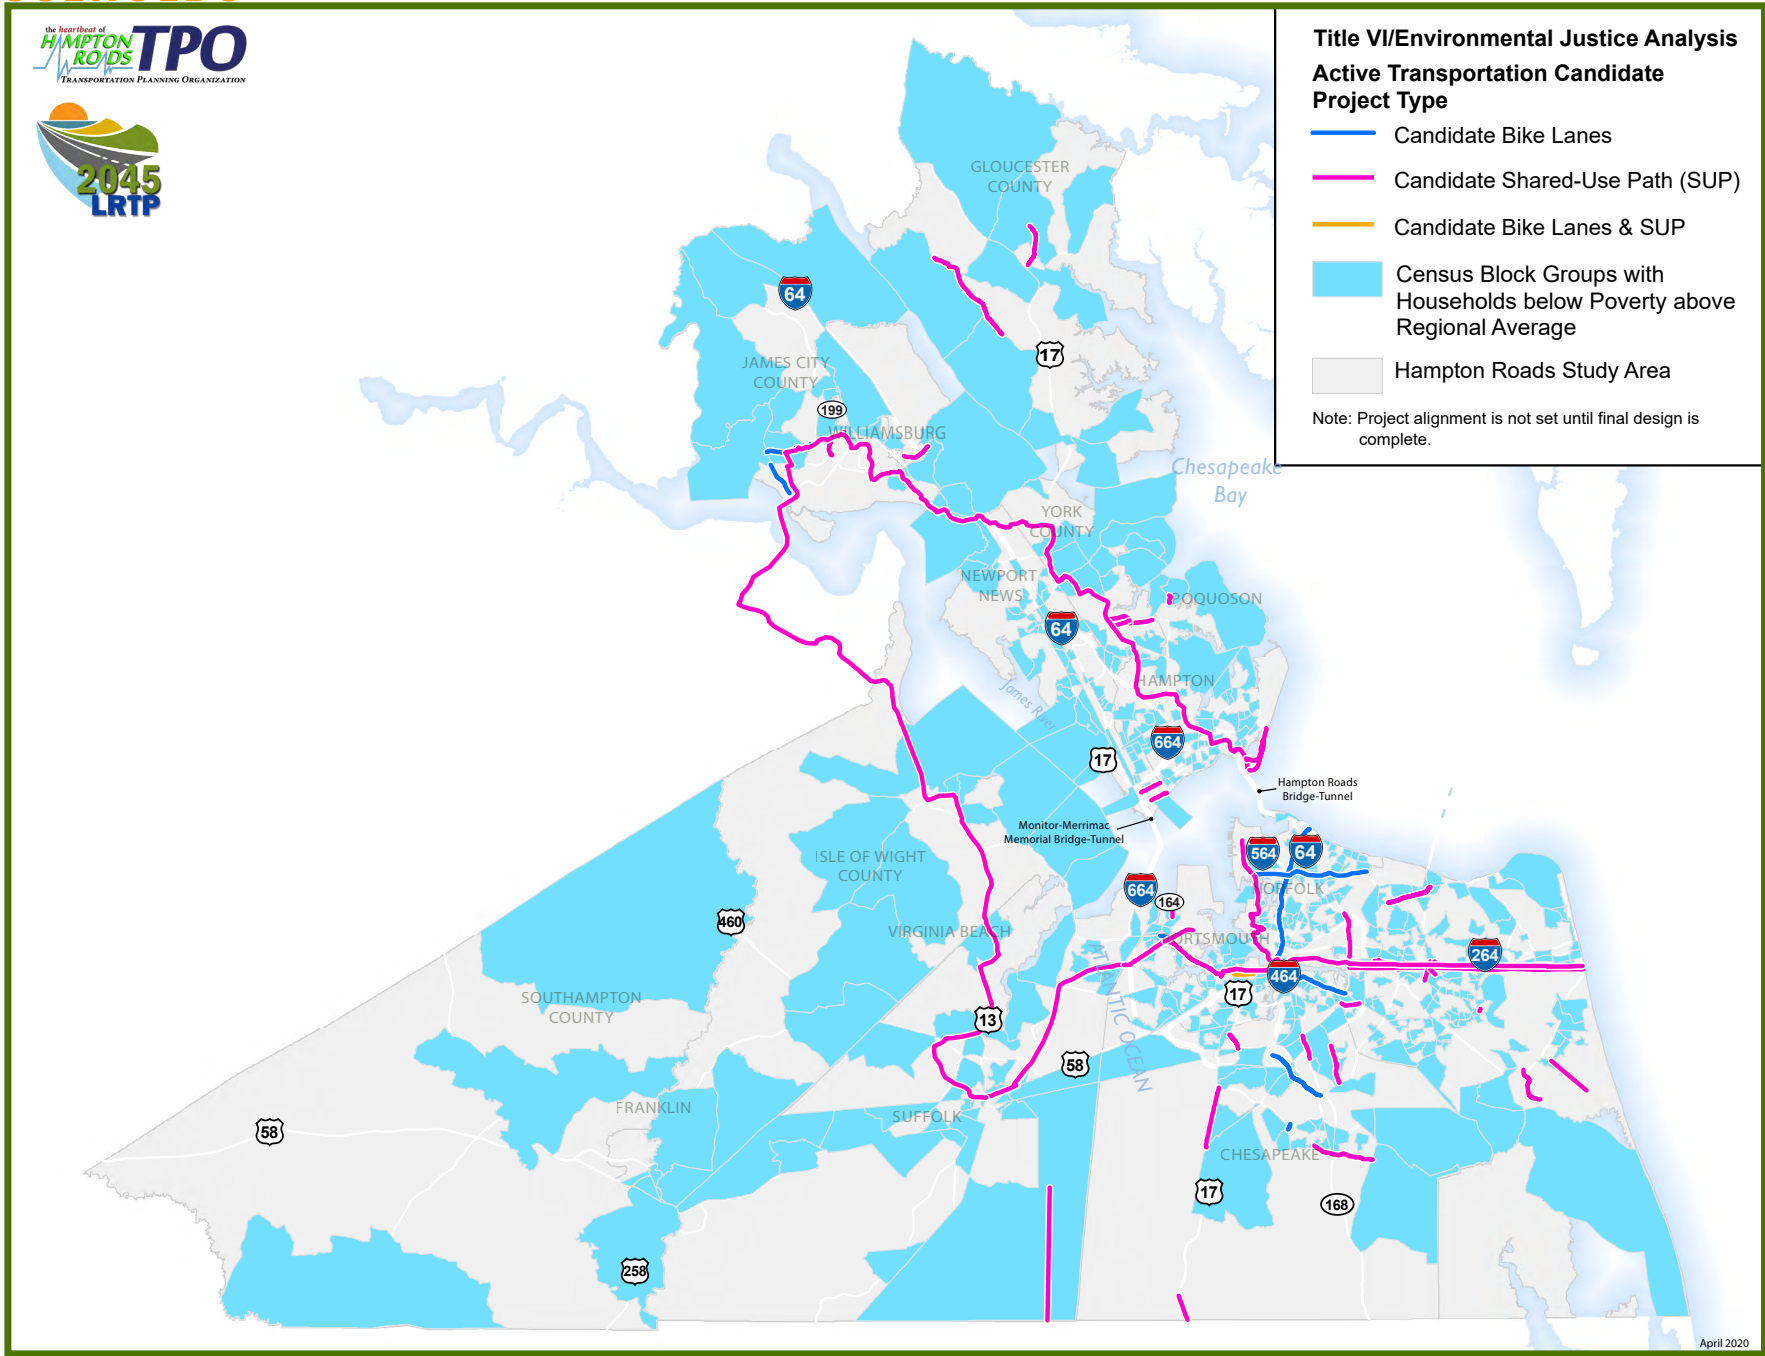 the heartbeat of
HAMPTON
ROADS
TPO
TRANSPORTATION PLANNING ORGANIZATION
2045
LRTP
Title VI/Environmental Justice Analysis
Active Transportation Candidate
Project Type
Candidate Bike Lanes
Candidate Shared-Use Path (SUP)
Candidate Bike Lanes & SUP
Census Block Groups with
Households below Poverty above
Regional Average
Hampton Roads Study Area
Note: Project alignment is not set until final design is
complete.
GLOUCESTER
COUNTY
64
17
JAMES CITY
COUNTY
199
WILLIAMSBURG
Chesapeake
Bay
YORK
COUNTY
NEWPORT
NEWS
POQUOSON
64
HAMPTON
James River
664
17
Hampton Roads
Bridge-Tunnel
Monitor-Merrimac
Memorial Bridge-Tunnel
564
64
ISLE OF WIGHT
COUNTY
664
164
NORFOLK
460
VIRGINIA BEACH
PORTSMOUTH
264
464
17
ATLANTIC OCEAN
SOUTHAMPTON
COUNTY
13
58
FRANKLIN
SUFFOLK
58
CHESAPEAKE
17
168
258
April 2020